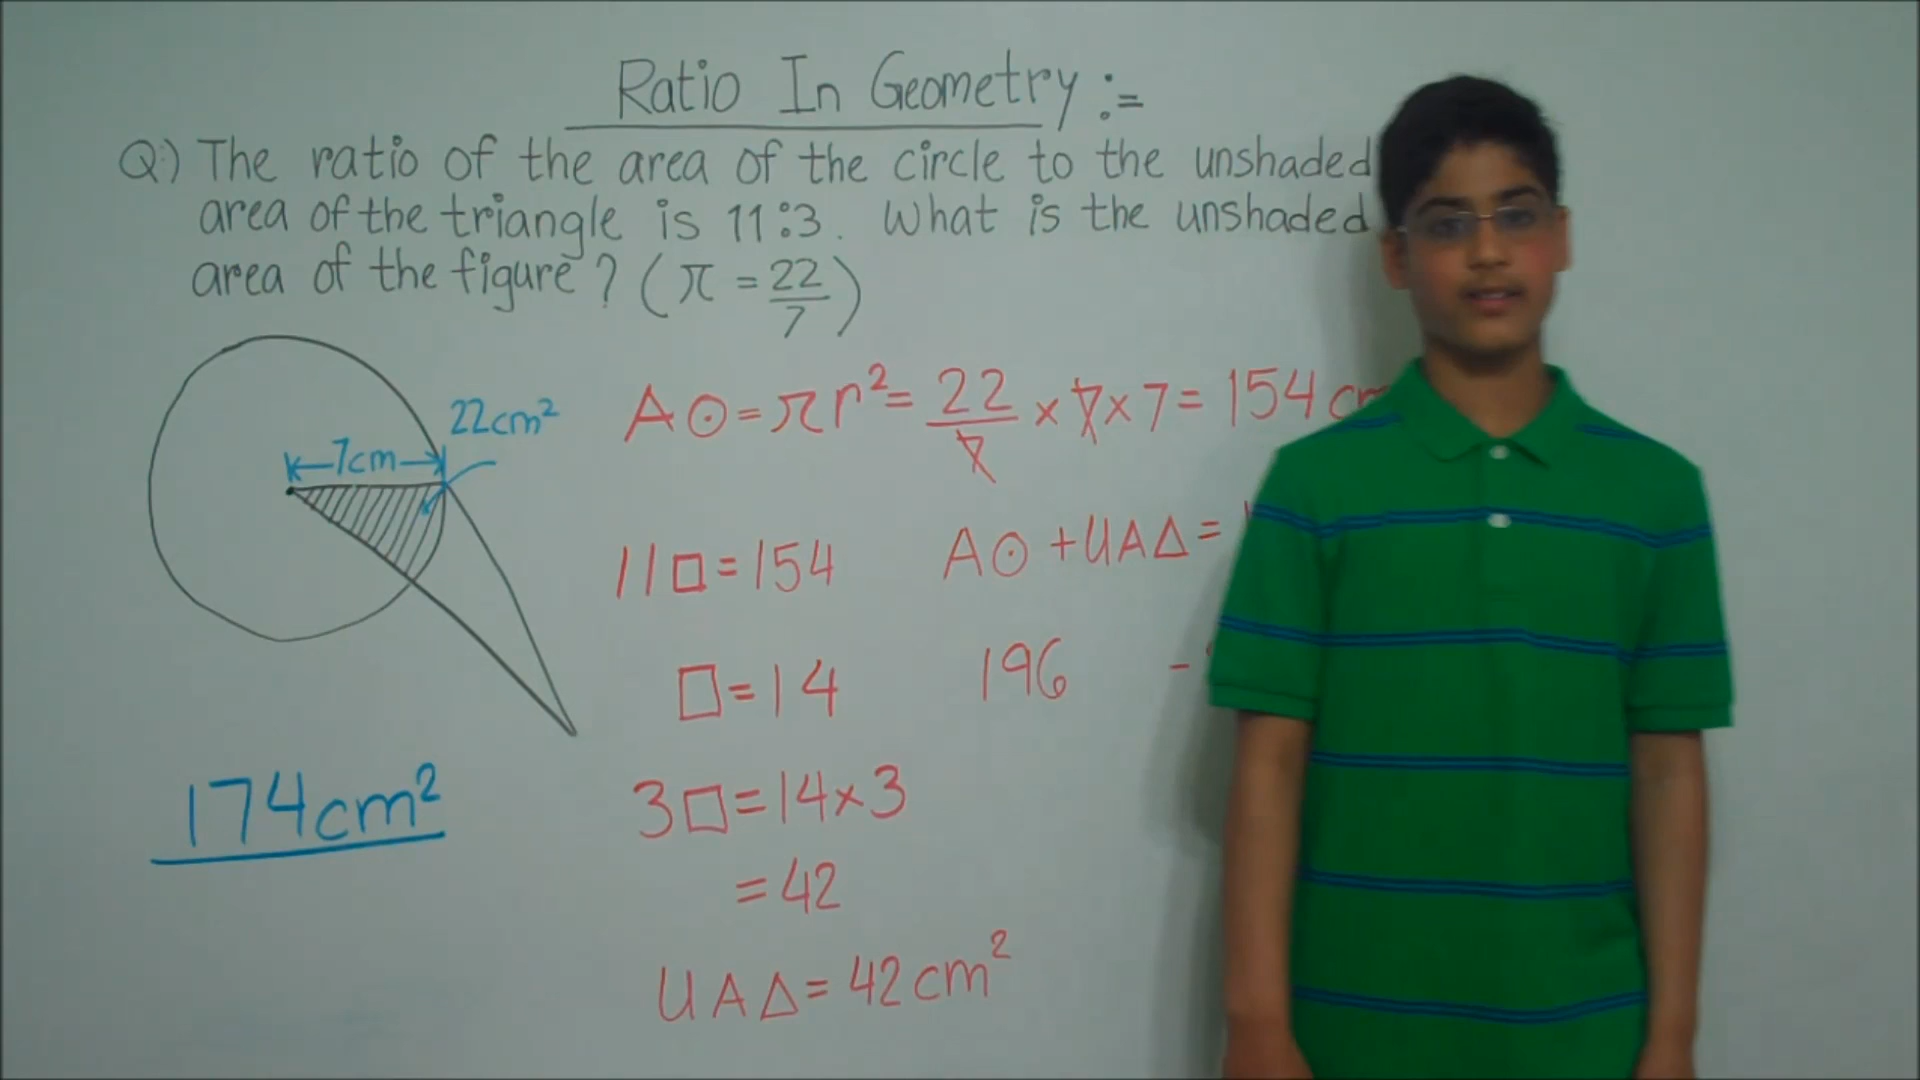 Ratio In Geometry :=
Q) The ratio of the area of the circle to the unshaded
area of the triangle is 11:3. What is the unshaded
area of the figure? (π = 22/7)
22cm²
7cm
A⊙ = πr² = 22/7 × 7 × 7 = 154
11□ = 154
A⊙ + UA△ =
□ = 14
196 -
3□ = 14×3
= 42
UA△ = 42cm²
174cm²